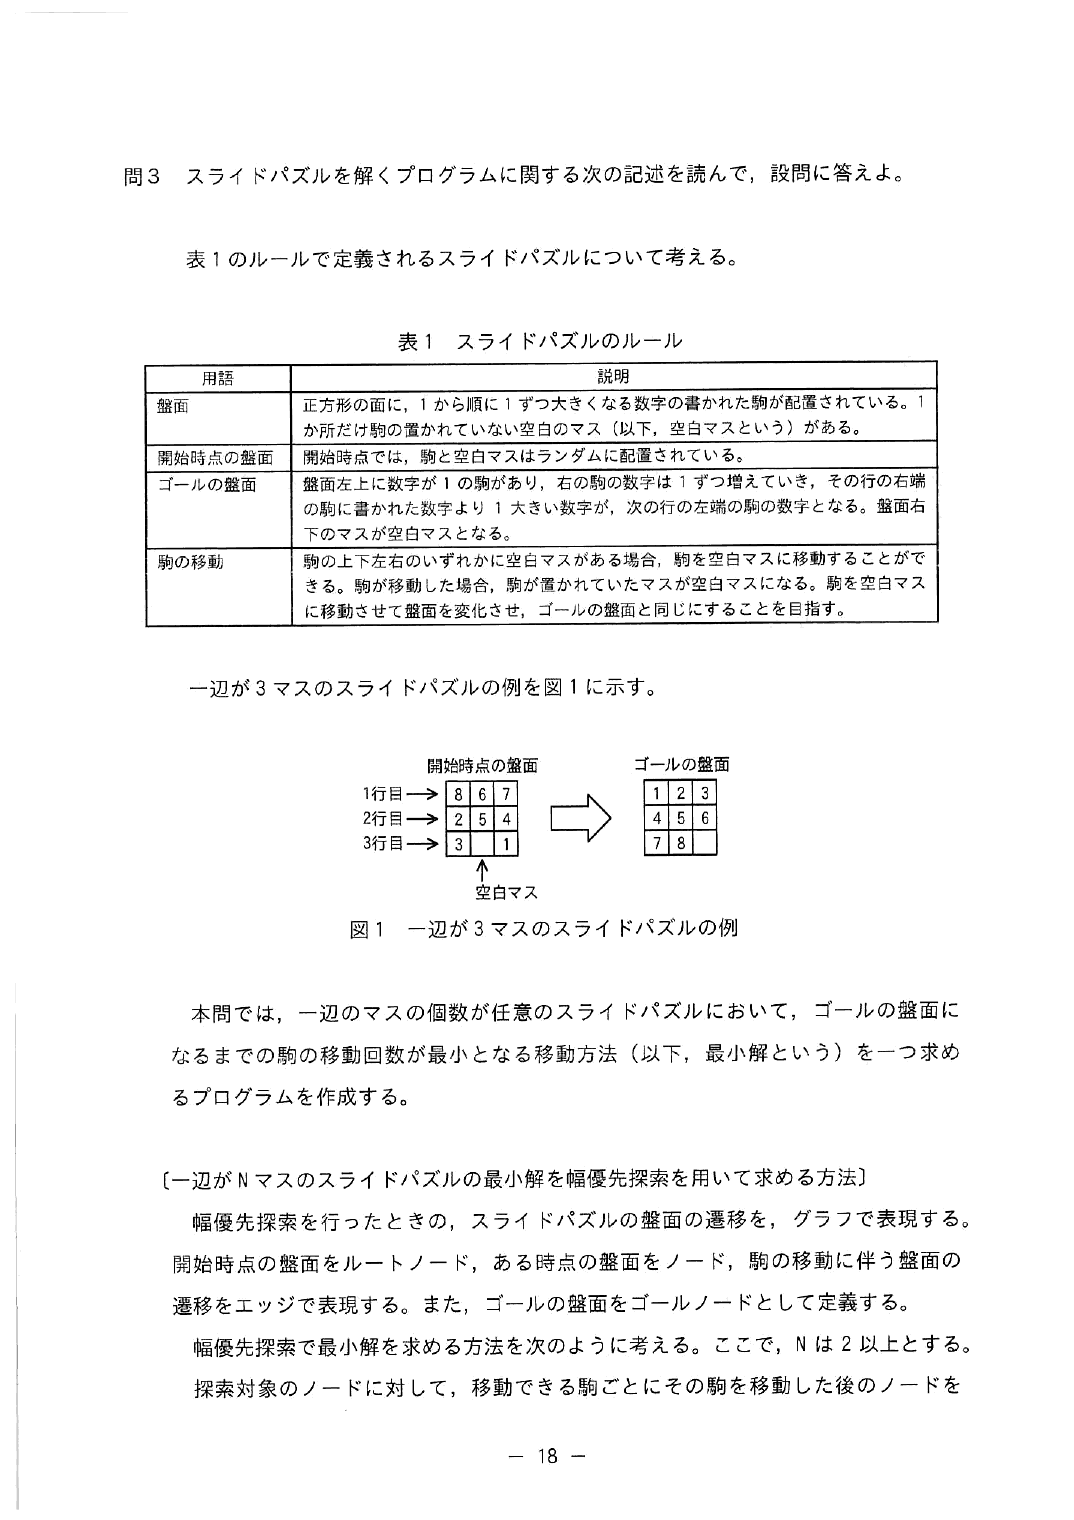 問3 スライドパズルを解くプログラムに関する次の記述を読んで，設問に答えよ。
表1のルールで定義されるスライドパズルについて考える。
表1 スライドパズルのルール
用語 説明
盤面 正方形の面に，1から順に1ずつ大きくなる数字の書かれた駒が配置されている。1
か所だけ駒の置かれていない空白のマス（以下，空白マスという）がある。
開始時点の盤面 開始時点では，駒と空白マスはランダムに配置されている。
ゴールの盤面 盤面左上に数字が1の駒があり，右の駒の数字は1ずつ増えていき，その行の右端
の駒に書かれた数字より1大きい数字が，次の行の左端の駒の数字となる。盤面右
下のマスが空白マスとなる。
駒の移動 駒の上下左右のいずれかに空白マスがある場合，駒を空白マスに移動することがで
きる。駒が移動した場合，駒が置かれていたマスが空白マスになる。駒を空白マス
に移動させて盤面を変化させ，ゴールの盤面と同じにすることを目指す。
一辺が3マスのスライドパズルの例を図1に示す。
開始時点の盤面 ゴールの盤面
1行目→ 8 6 7 1 2 3
2行目→ 2 5 4 4 5 6
3行目→ 3 1 7 8
↑
空白マス
図1 一辺が3マスのスライドパズルの例
本問では，一辺のマスの個数が任意のスライドパズルにおいて，ゴールの盤面に
なるまでの駒の移動回数が最小となる移動方法（以下，最小解という）を一つ求め
るプログラムを作成する。
〔一辺がNマスのスライドパズルの最小解を幅優先探索を用いて求める方法〕
幅優先探索を行ったときの，スライドパズルの盤面の遷移を，グラフで表現する。
開始時点の盤面をルートノード，ある時点の盤面をノード，駒の移動に伴う盤面の
遷移をエッジで表現する。また，ゴールの盤面をゴールノードとして定義する。
幅優先探索で最小解を求める方法を次のように考える。ここで，Nは2以上とする。
探索対象のノードに対して，移動できる駒ごとにその駒を移動した後のノードを
― 18 ―